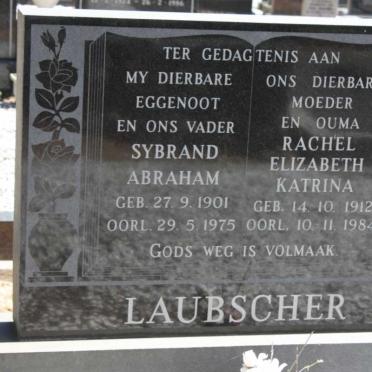 TER GEDAGTENIS AAN
MY DIERBARE
EGGENOOT
EN ONS VADER
SYBRAND
ABRAHAM
GEB. 27. 9. 1901
OORL. 29. 5. 1975
ONS DIERBAR
MOEDER
EN OUMA
RACHEL
ELIZABETH
KATRINA
GEB. 14. 10. 1912
OORL. 10. 11. 1984
GODS WEG IS VOLMAAK
LAUBSCHER